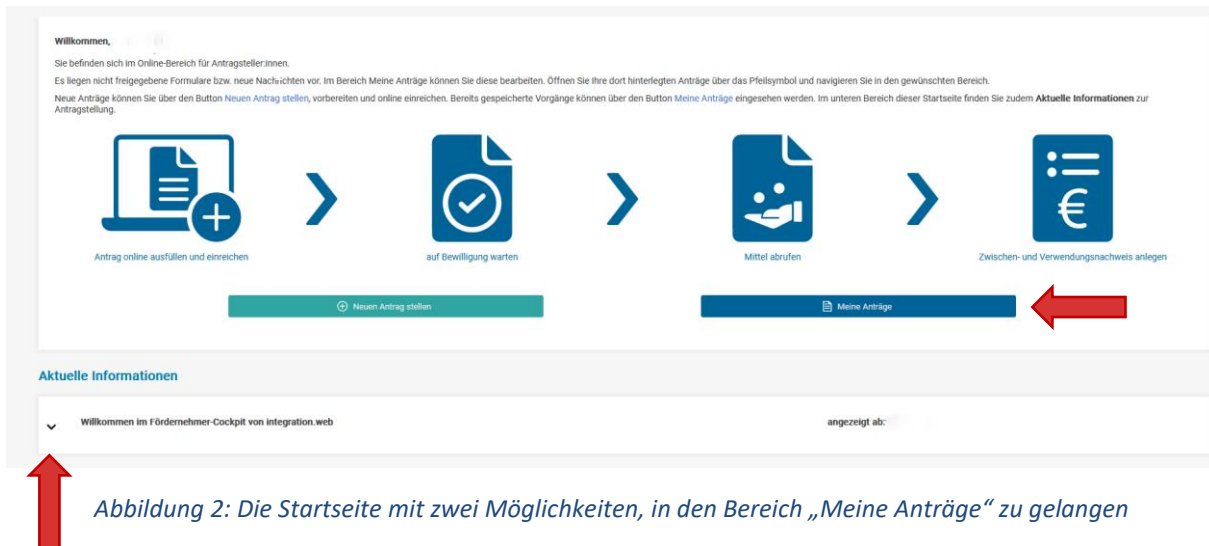 Willkommen,
Sie befinden sich im Online-Bereich für Antragsteller:innen.
Es liegen nicht freigegebene Formulare bzw. neue Nachrichten vor. Im Bereich Meine Anträge können Sie diese bearbeiten. Öffnen Sie Ihre dort hinterlegten Anträge über das Pfeilsymbol und navigieren Sie in den gewünschten Bereich.
Neue Anträge können Sie über den Button Neuen Antrag stellen, vorbereiten und online einreichen. Bereits gespeicherte Vorgänge können über den Button Meine Anträge eingesehen werden. Im unteren Bereich dieser Startseite finden Sie zudem Aktuelle Informationen zur
Antragstellung.
€
Antrag online ausfüllen und einreichen auf Bewilligung warten Mittel abrufen Zwischen- und Verwendungsnachweis anlegen
Neuen Antrag stellen Meine Anträge
Aktuelle Informationen
Willkommen im Fördernehmer-Cockpit von integration.web angezeigt ab:
Abbildung 2: Die Startseite mit zwei Möglichkeiten, in den Bereich „Meine Anträge“ zu gelangen